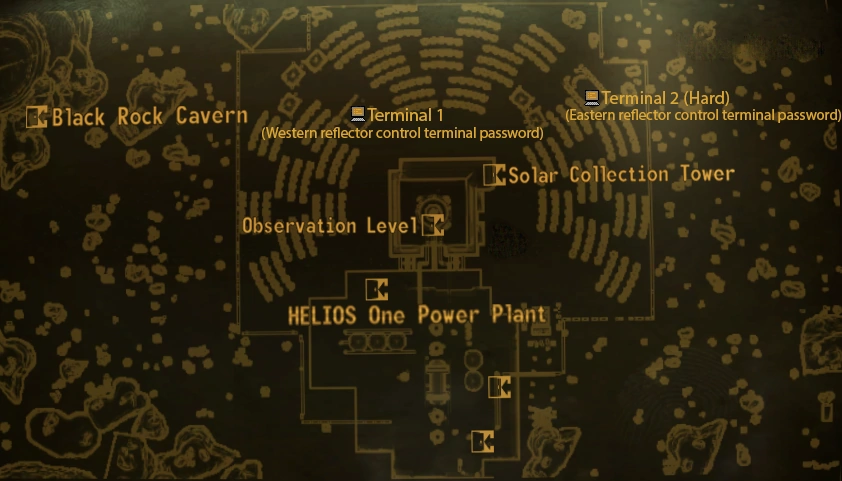 Terminal 2 (Hard)
(Eastern reflector control terminal password)
Black Rock Cavern
Terminal 1
(Western reflector control terminal password)
Solar Collection Tower
Observation Level
HELIOS One Power Plant